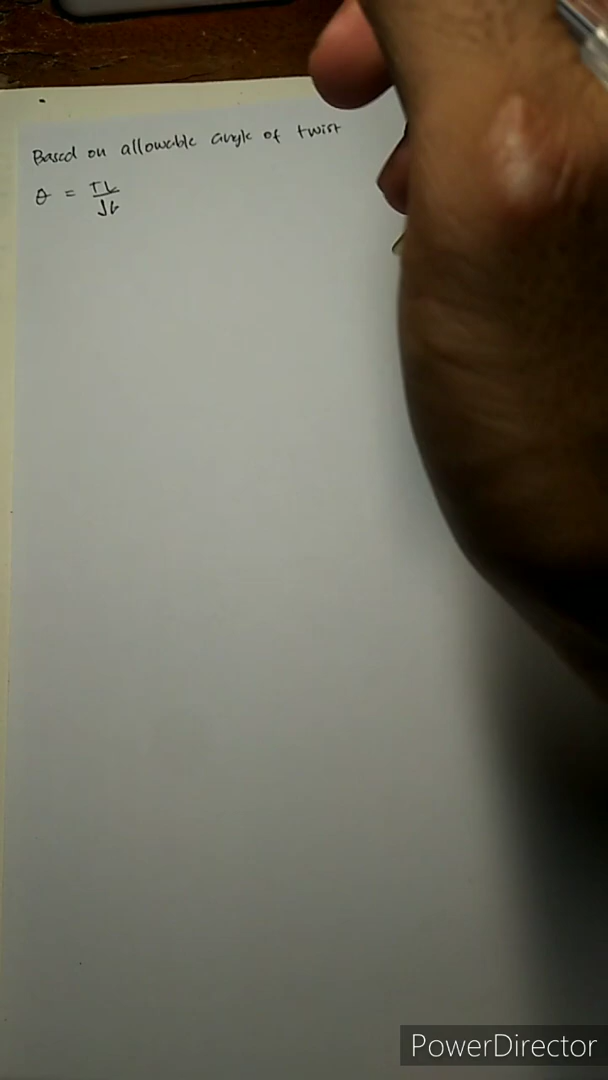 Based on allowable angle of twist
θ = TL/JG
PowerDirector